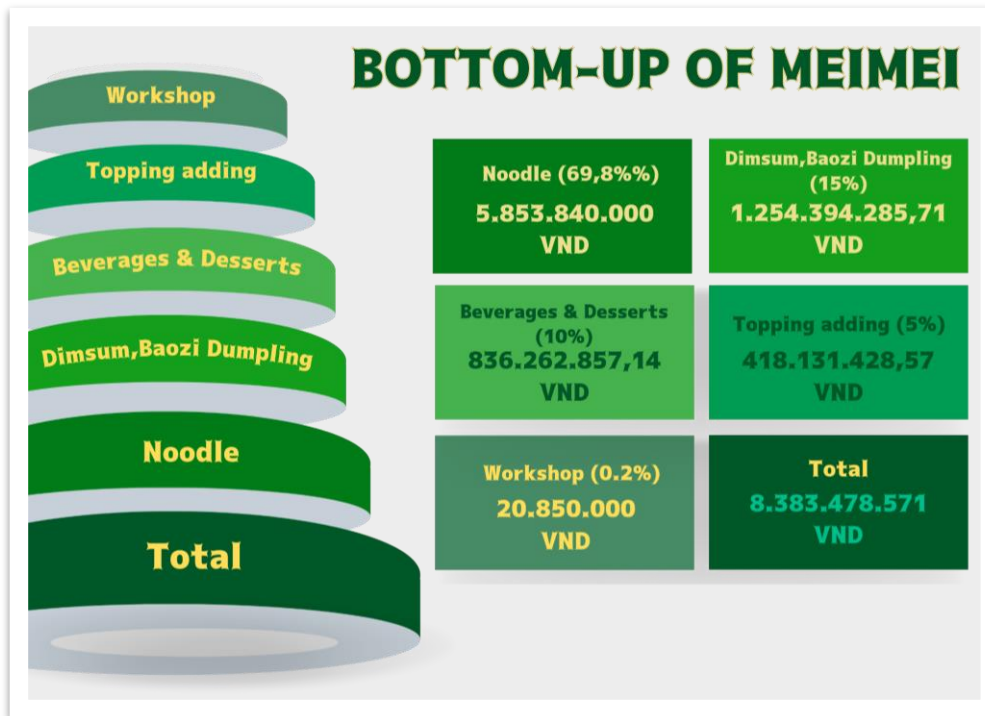 BOTTOM-UP OF MEIMEI
Workshop
Topping adding
Beverages & Desserts
Dimsum,Baozi Dumpling
Noodle
Total
Noodle (69,8%%)
5.853.840.000
VND
Dimsum,Baozi Dumpling
(15%)
1.254.394.285,71
VND
Beverages & Desserts
(10%)
836.262.857,14
VND
Topping adding (5%)
418.131.428,57
VND
Workshop (0.2%)
20.850.000
VND
Total
8.383.478.571
VND